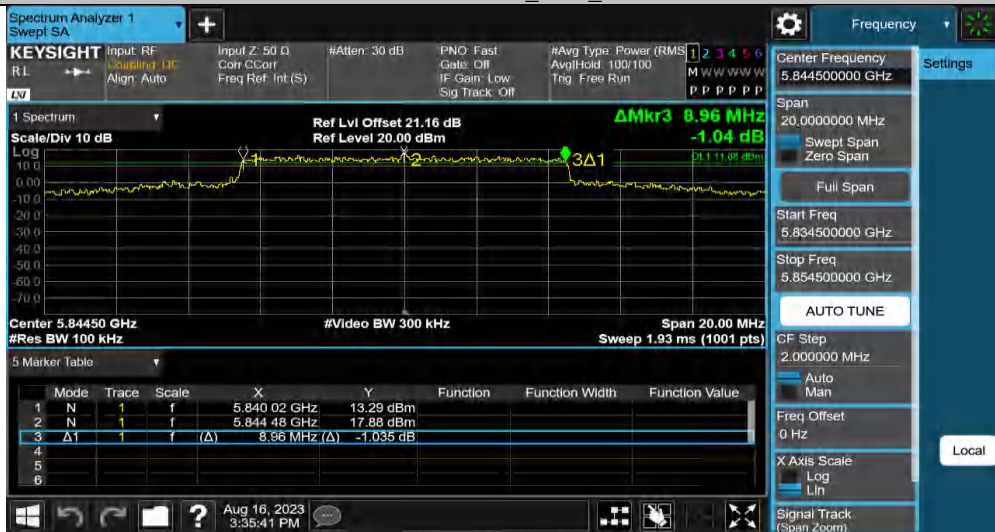 Spectrum Analyzer 1
Swept SA
Frequency
KEYSIGHT
RL
LXI
Input: RF
Coupling: DC
Align: Auto
Input Z: 50 Ω
Corr CCorr
Freq Ref: Int (S)
#Atten: 30 dB
PNO: Fast
Gate: Off
IF Gain: Low
Sig Track: Off
#Avg Type: Power (RMS
Avg|Hold: 100/100
Trig: Free Run
1 2 3 4 5 6
M W W W W W
P P P P P P
1 Spectrum
Scale/Div 10 dB
Ref Lvl Offset 21.16 dB
Ref Level 20.00 dBm
ΔMkr3 8.96 MHz
-1.04 dB
Log
10.0
0.00
-10.0
-20.0
-30.0
-40.0
-50.0
-60.0
-70.0
1
2
3Δ1
DL1 11.88 dBm
Center 5.84450 GHz
#Res BW 100 kHz
#Video BW 300 kHz
Span 20.00 MHz
Sweep 1.93 ms (1001 pts)
5 Marker Table
Mode Trace Scale X Y Function Function Width Function Value
1 N 1 f 5.840 02 GHz 13.29 dBm
2 N 1 f 5.844 48 GHz 17.88 dBm
3 Δ1 1 f (Δ) 8.96 MHz (Δ) -1.035 dB
4
5
6
Aug 16, 2023
3:35:41 PM
Center Frequency
5.844500000 GHz
Span
20.0000000 MHz
Swept Span
Zero Span
Full Span
Start Freq
5.834500000 GHz
Stop Freq
5.854500000 GHz
AUTO TUNE
CF Step
2.000000 MHz
Auto
Man
Freq Offset
0 Hz
X Axis Scale
Log
Lin
Signal Track
(Span Zoom)
Settings
Local